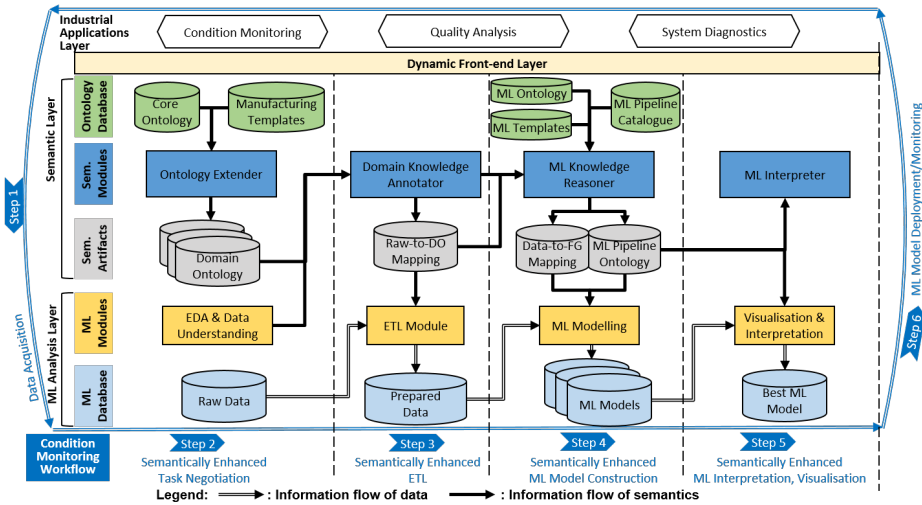 Industrial
Applications
Layer
Condition Monitoring
Quality Analysis
System Diagnostics
Dynamic Front-end Layer
Semantic Layer
Ontology
Database
Core
Ontology
Manufacturing
Templates
ML Ontology
ML Templates
ML Pipeline
Catalogue
Sem.
Modules
Ontology Extender
Domain Knowledge
Annotator
ML Knowledge
Reasoner
ML Interpreter
Step 1
Sem.
Artifacts
Domain
Ontology
Raw-to-DO
Mapping
Data-to-FG
Mapping
ML Pipeline
Ontology
ML Analysis Layer
ML
Modules
EDA & Data
Understanding
ETL Module
ML Modelling
Visualisation &
Interpretation
ML
Database
Raw Data
Prepared
Data
ML Models
Best ML
Model
Data Acquisition
ML Model Deployment/Monitoring
Step 6
Condition
Monitoring
Workflow
Step 2
Semantically Enhanced
Task Negotiation
Step 3
Semantically Enhanced
ETL
Step 4
Semantically Enhanced
ML Model Construction
Step 5
Semantically Enhanced
ML Interpretation, Visualisation
Legend: : Information flow of data : Information flow of semantics